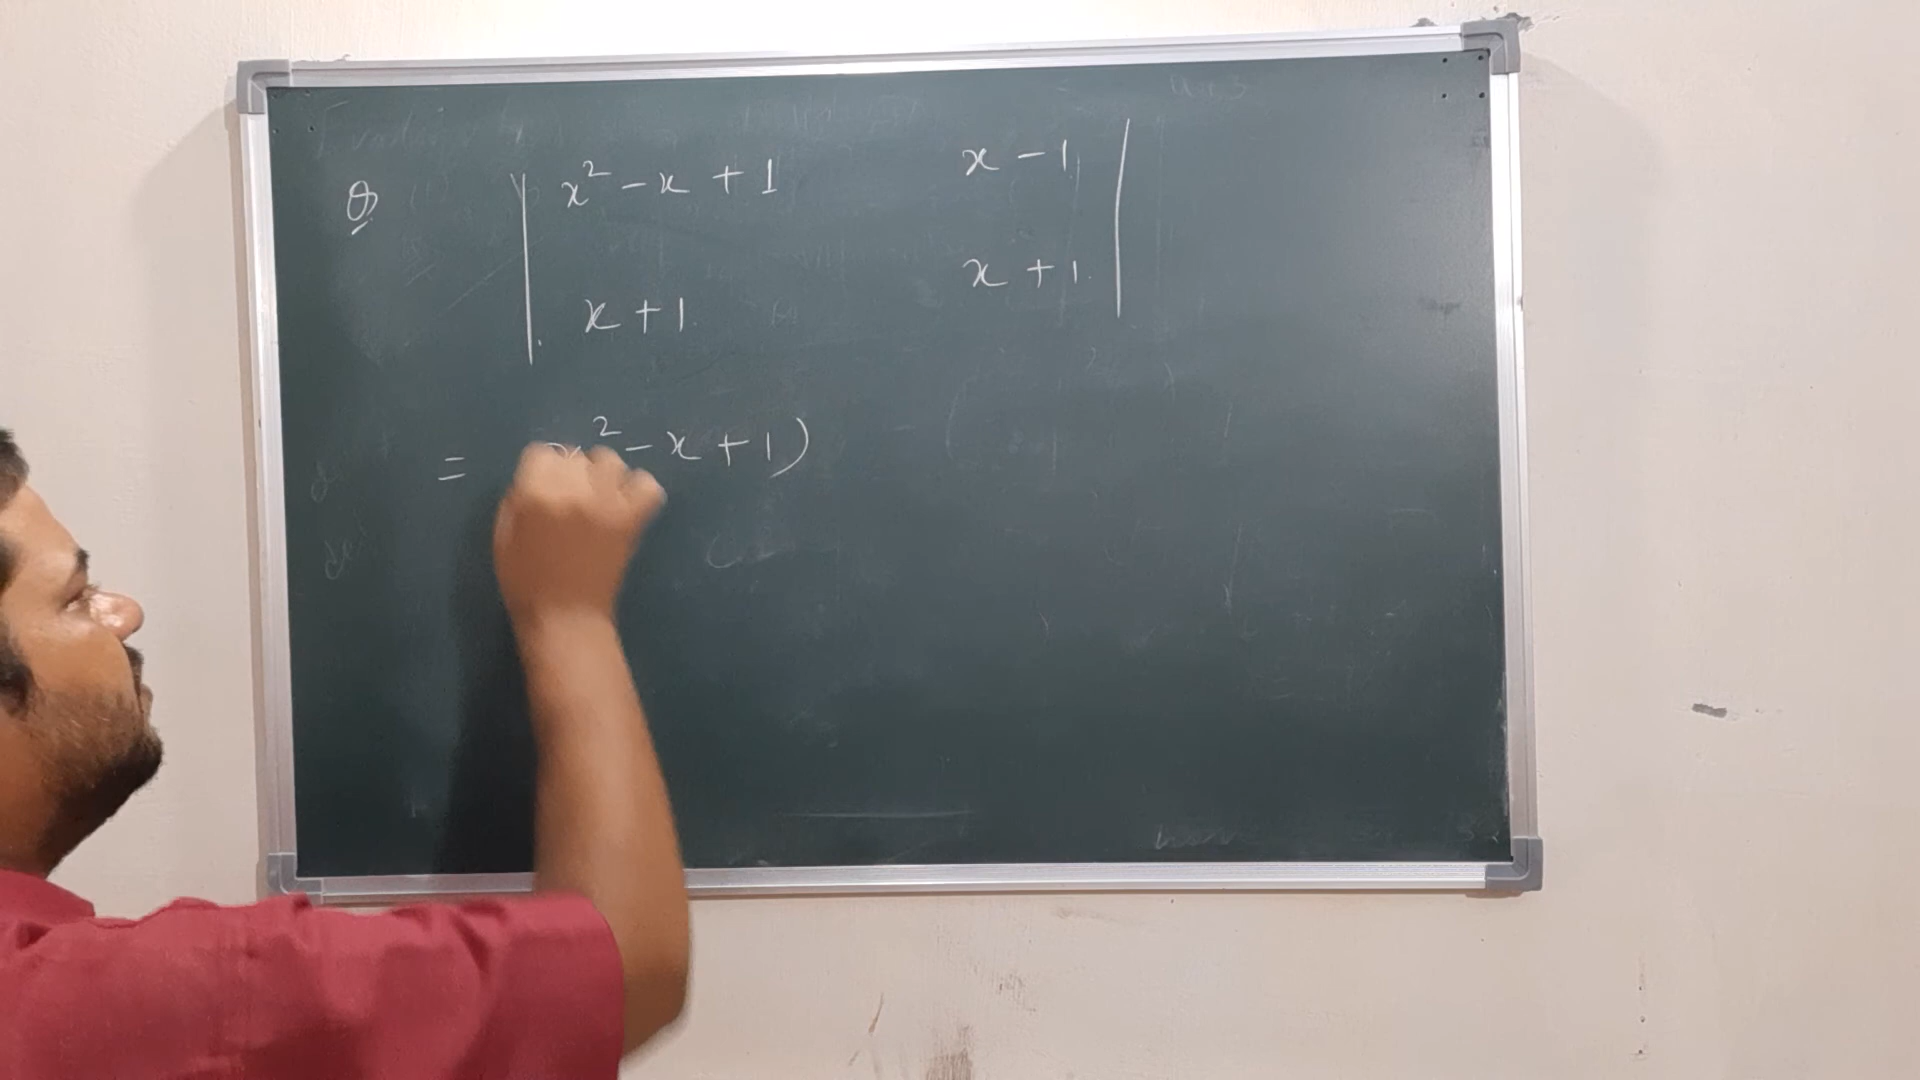 Q | x² - x + 1 x - 1 |
| x + 1 x + 1 |
= x² - x + 1)